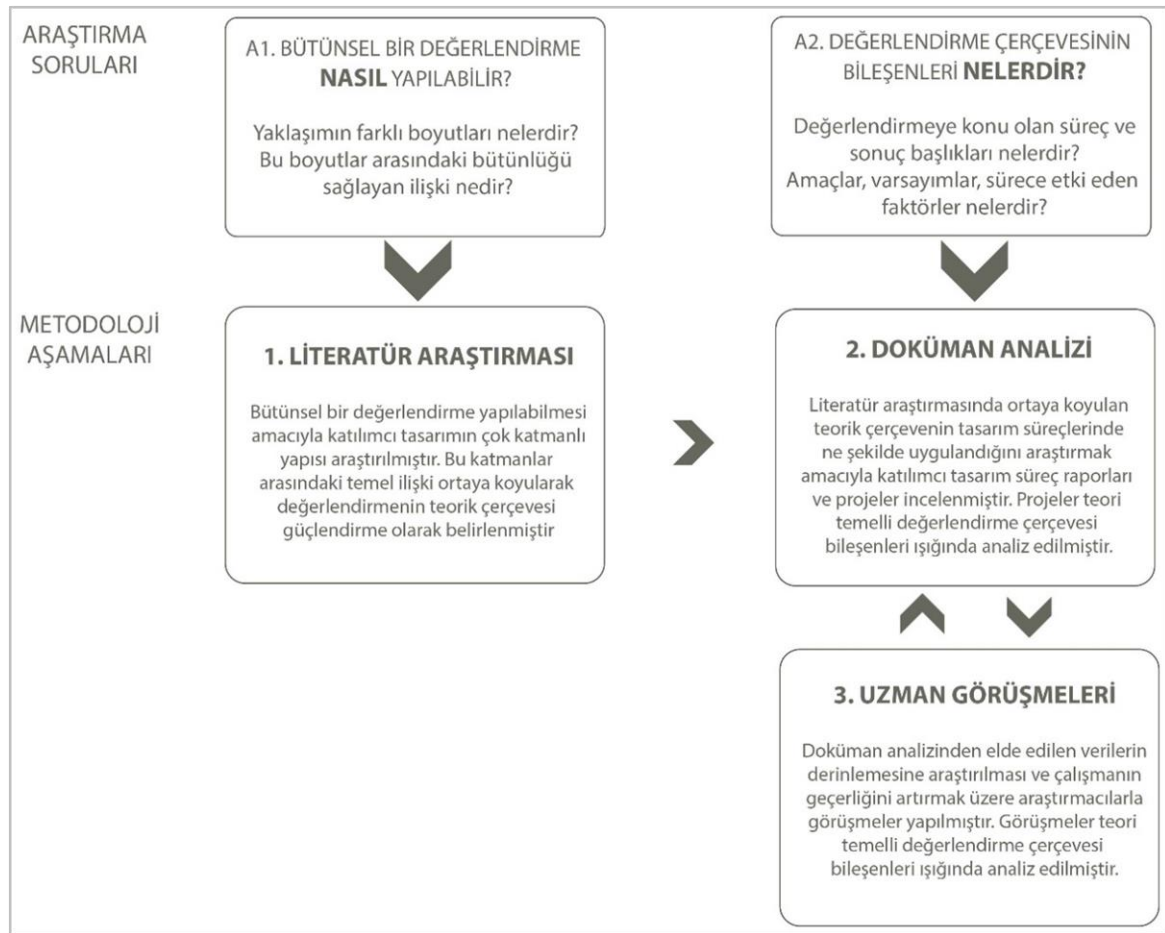 ARAŞTIRMA
SORULARI
A1. BÜTÜNSEL BİR DEĞERLENDİRME
NASIL YAPILABİLİR?
Yaklaşımın farklı boyutları nelerdir?
Bu boyutlar arasındaki bütünlüğü
sağlayan ilişki nedir?
A2. DEĞERLENDİRME ÇERÇEVESİNİN
BİLEŞENLERİ NELERDİR?
Değerlendirmeye konu olan süreç ve
sonuç başlıkları nelerdir?
Amaçlar, varsayımlar, sürece etki eden
faktörler nelerdir?
METODOLOJİ
AŞAMALARI
1. LİTERATÜR ARAŞTIRMASI
Bütünsel bir değerlendirme yapılabilmesi
amacıyla katılımcı tasarımın çok katmanlı
yapısı araştırılmıştır. Bu katmanlar
arasındaki temel ilişki ortaya koyularak
değerlendirmenin teorik çerçevesi
güçlendirme olarak belirlenmiştir
2. DOKÜMAN ANALİZİ
Literatür araştırmasında ortaya koyulan
teorik çerçevenin tasarım süreçlerinde
ne şekilde uygulandığını araştırmak
amacıyla katılımcı tasarım süreç raporları
ve projeler incelenmiştir. Projeler teori
temelli değerlendirme çerçevesi
bileşenleri ışığında analiz edilmiştir.
3. UZMAN GÖRÜŞMELERİ
Doküman analizinden elde edilen verilerin
derinlemesine araştırılması ve çalışmanın
geçerliğini artırmak üzere araştırmacılarla
görüşmeler yapılmıştır. Görüşmeler teori
temelli değerlendirme çerçevesi
bileşenleri ışığında analiz edilmiştir.